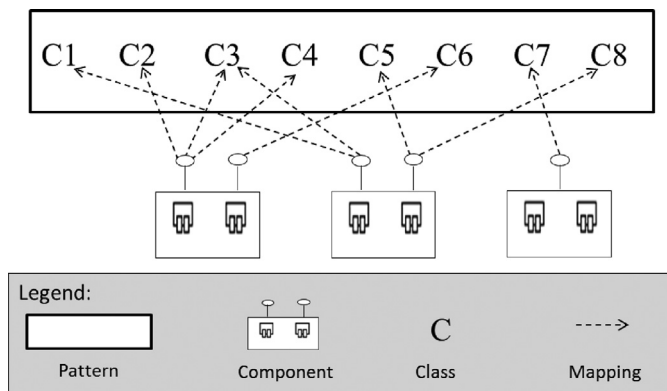 C1 C2 C3 C4 C5 C6 C7 C8
Legend:
C
Pattern Component Class Mapping